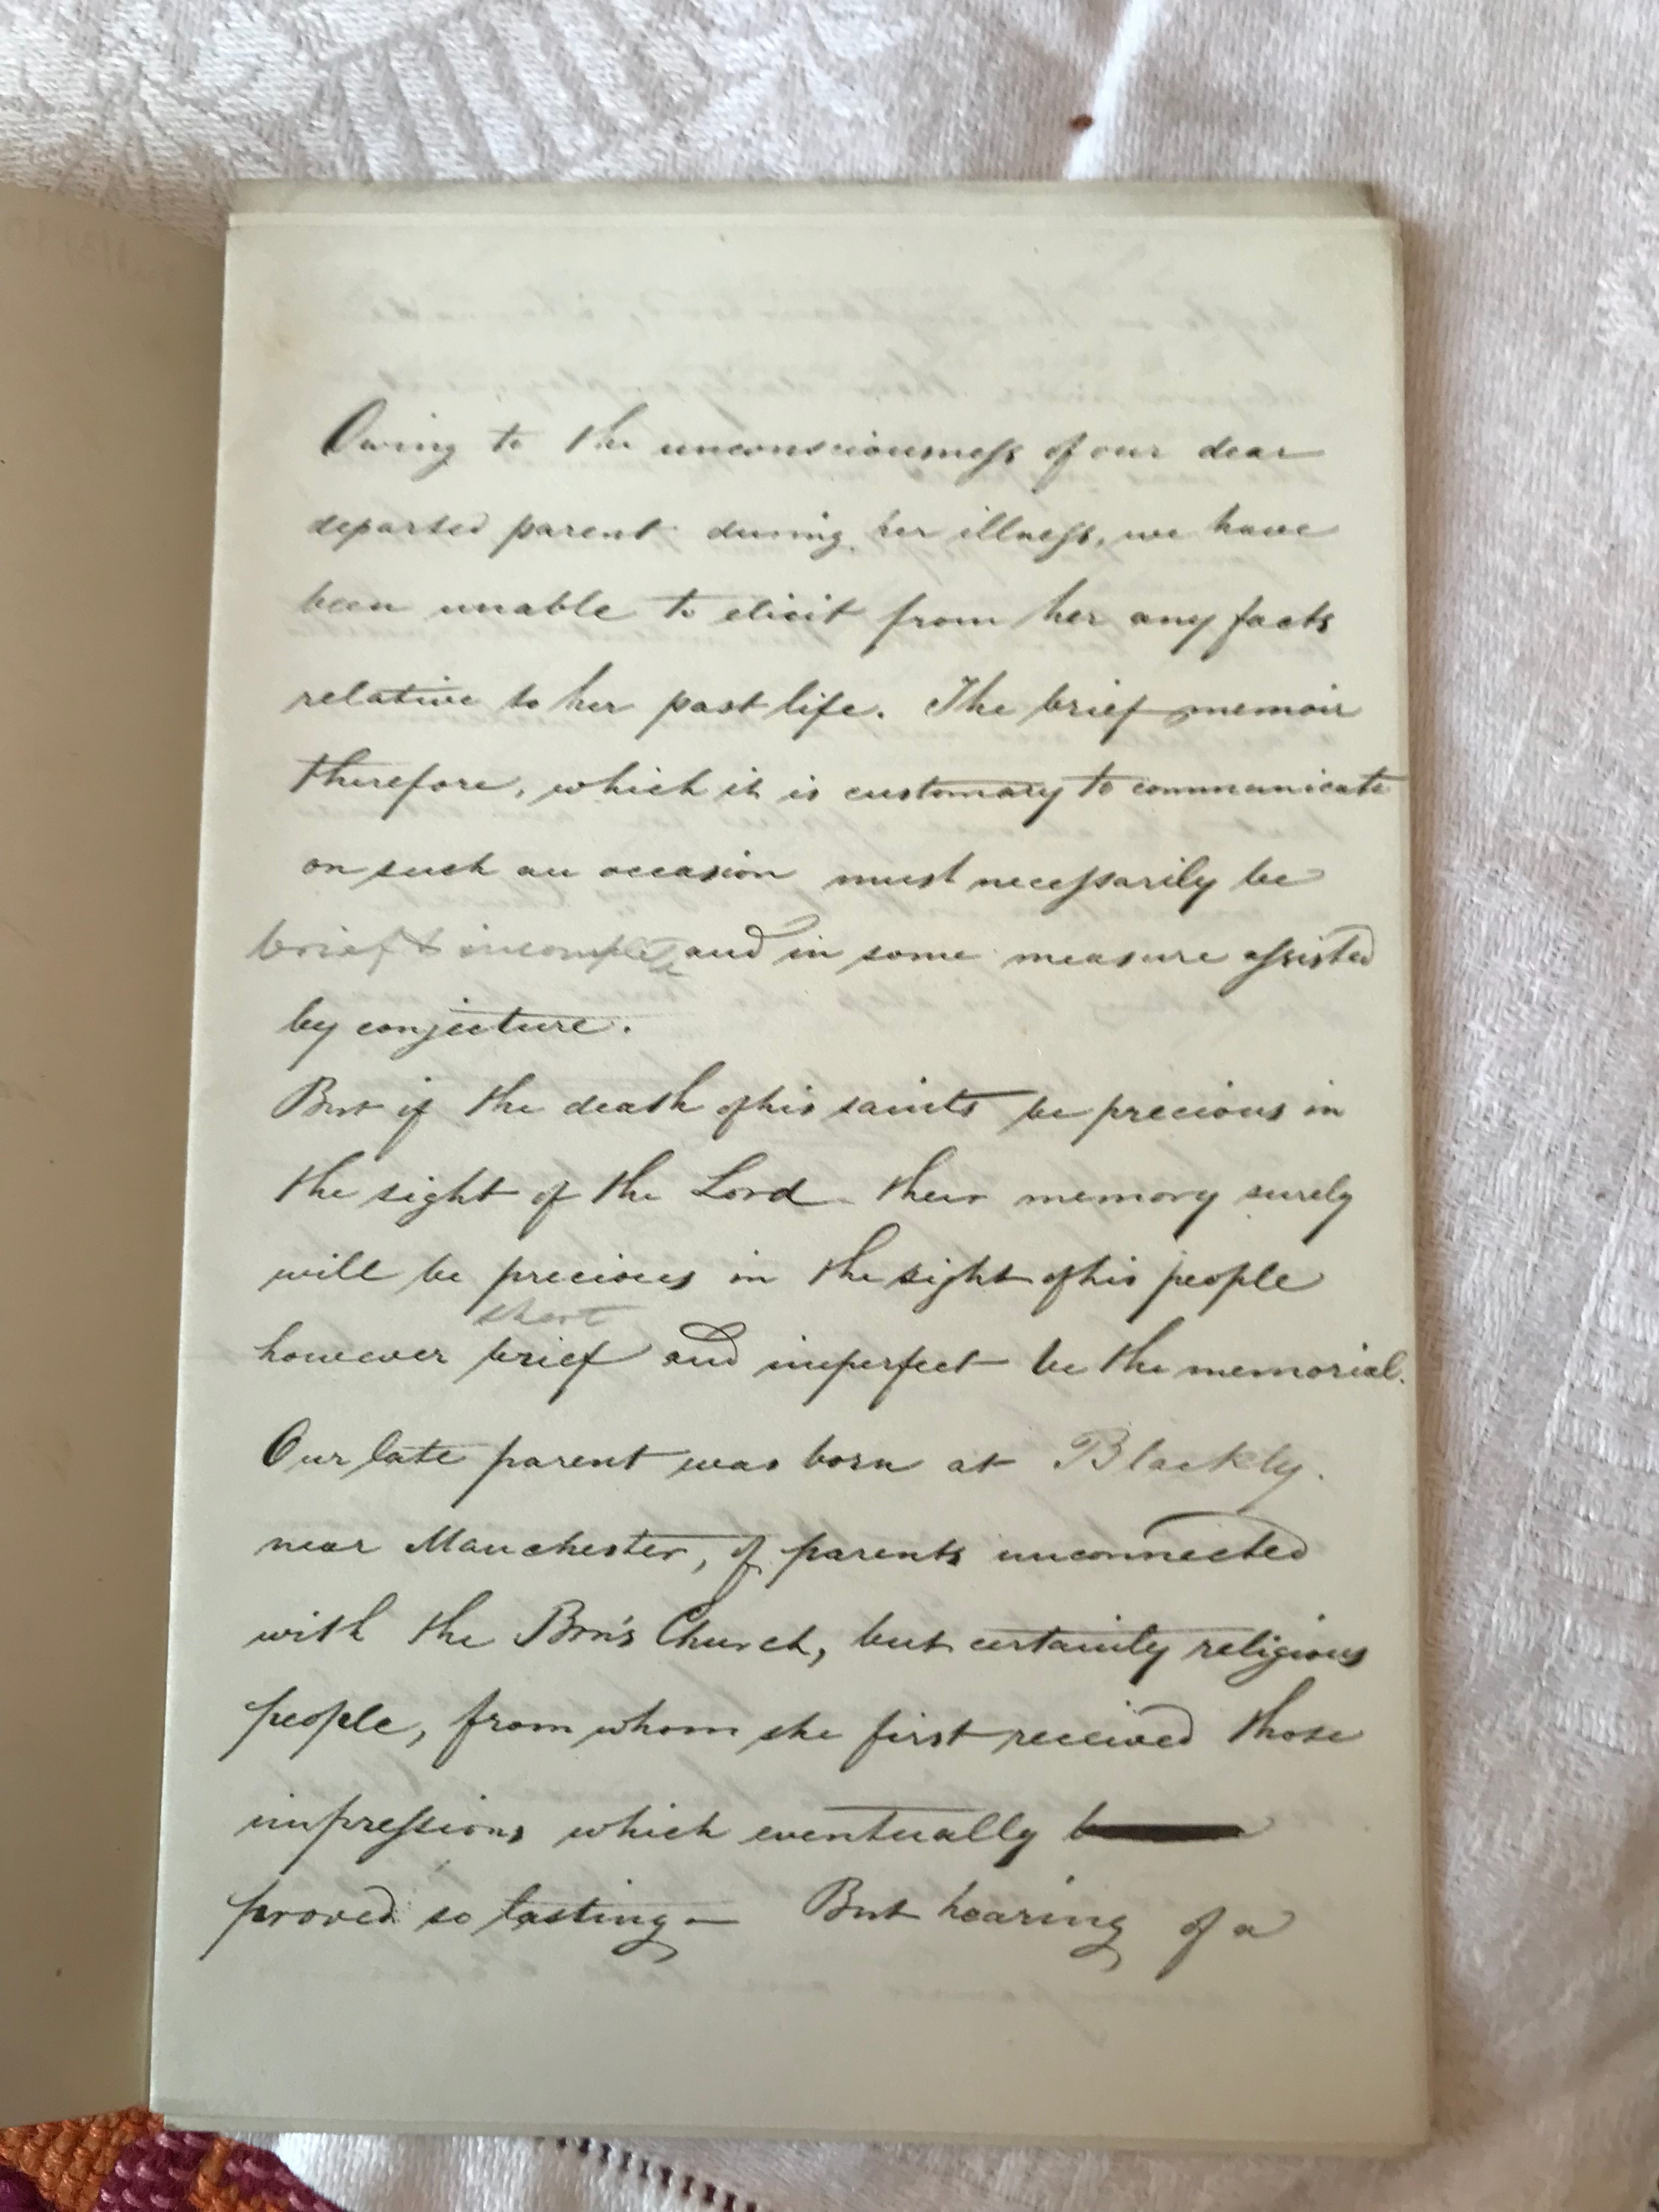 Owing to the unconsciousness of our dear
departed parent during her illness, we have
been unable to elicit from her any facts
relative to her past life. The brief memoir
therefore, which it is customary to communicate
on such an occasion must necessarily be
brief & incomplete and in some measure assisted
by conjecture.
But if the death of his saints be precious in
the sight of the Lord their memory surely
will be precious in the sight of his people
short
however brief and imperfect be the memorial.
Our late parent was born at Blackly.
near Manchester, of parents unconnected
with the Brn's Church, but certainly religious
people, from whom she first received those
impressions which eventually
proved so lasting — But hearing of a